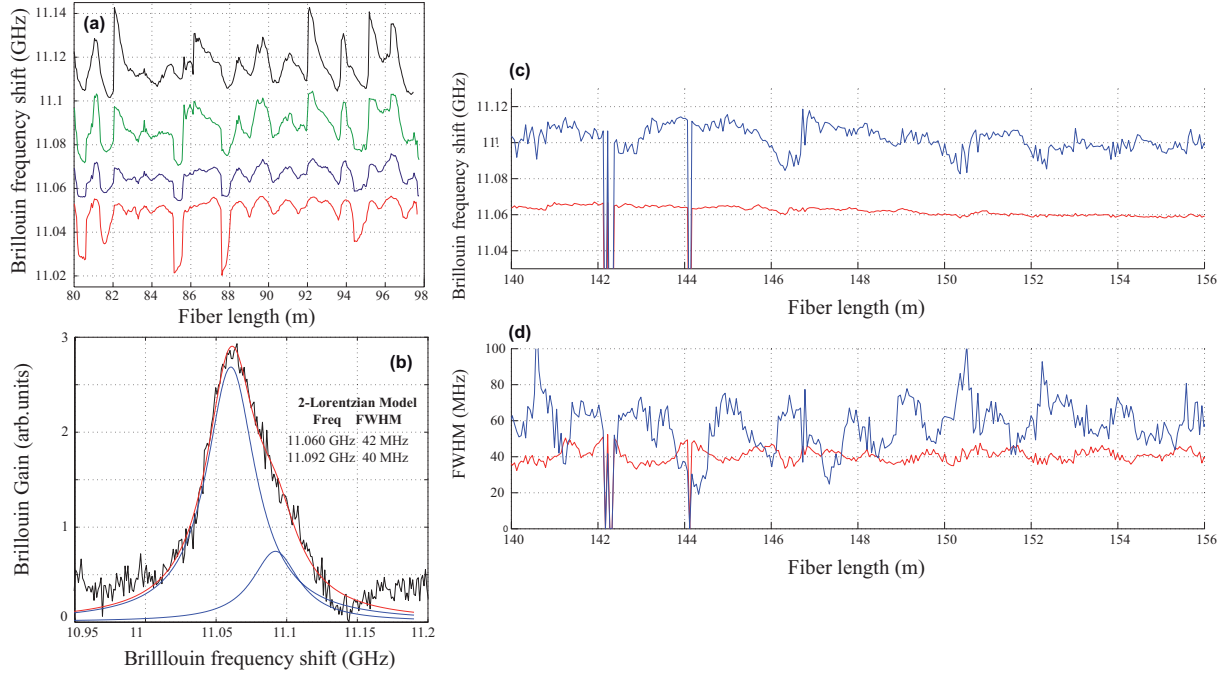 (a)
Brillouin frequency shift (GHz)
11.14
11.12
11.1
11.08
11.06
11.04
11.02
80 82 84 86 88 90 92 94 96 98
Fiber length (m)
(b)
Brillouin Gain (arb.units)
3
2
1
0
2-Lorentzian Model
Freq FWHM
11.060 GHz 42 MHz
11.092 GHz 40 MHz
10.95 11 11.05 11.1 11.15 11.2
Brilllouin frequency shift (GHz)
(c)
Brillouin frequency shift (GHz)
11.12
11
11.08
11.06
11.04
140 142 144 146 148 150 152 154 156
Fiber length (m)
(d)
FWHM (MHz)
100
80
60
40
20
0
140 142 144 146 148 150 152 154 156
Fiber length (m)